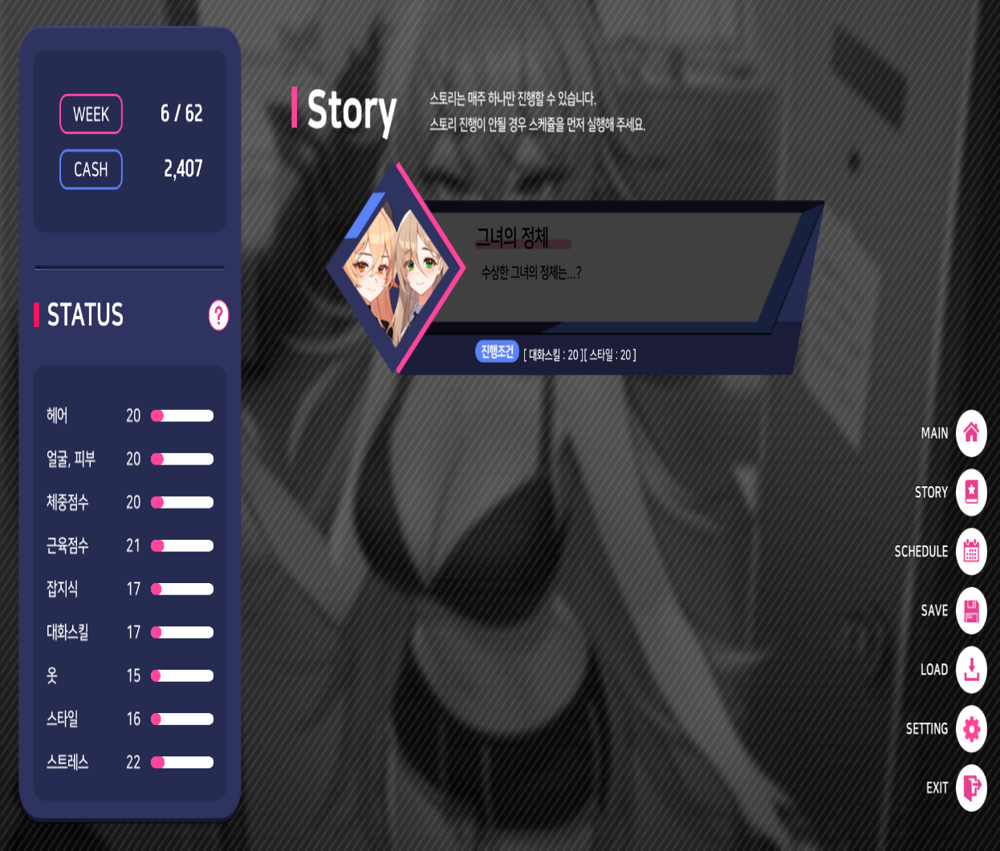 WEEK 6 / 62
CASH 2,407
STATUS ?
헤어 20
얼굴, 피부 20
체중점수 20
근육점수 21
잡지식 17
대화스킬 17
옷 15
스타일 16
스트레스 22
Story
스토리는 매주 하나만 진행할 수 있습니다.
스토리 진행이 안될 경우 스케쥴을 먼저 실행해 주세요.
그녀의 정체
수상한 그녀의 정체는...?
진행조건 [ 대화스킬 : 20 ][ 스타일 : 20 ]
MAIN
STORY
SCHEDULE
SAVE
LOAD
SETTING
EXIT